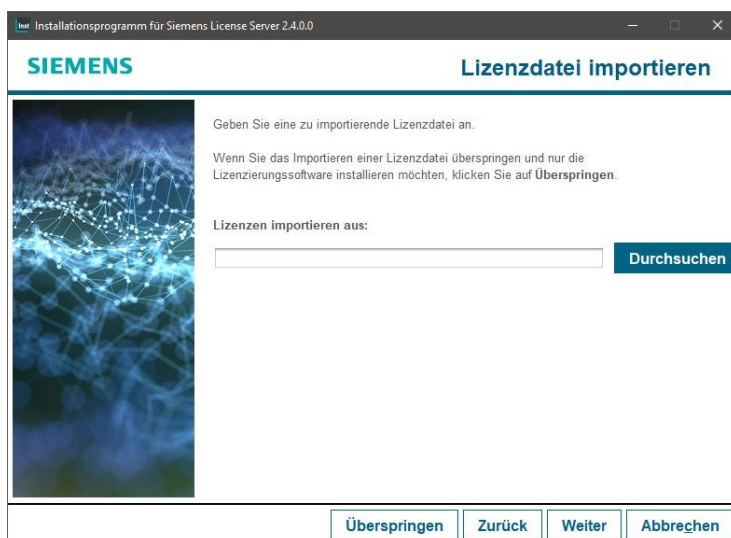 Inst Installationsprogramm für Siemens License Server 2.4.0.0
SIEMENS
Lizenzdatei importieren
Geben Sie eine zu importierende Lizenzdatei an.
Wenn Sie das Importieren einer Lizenzdatei überspringen und nur die
Lizenzierungssoftware installieren möchten, klicken Sie auf Überspringen.
Lizenzen importieren aus:
Durchsuchen
Überspringen Zurück Weiter Abbrechen